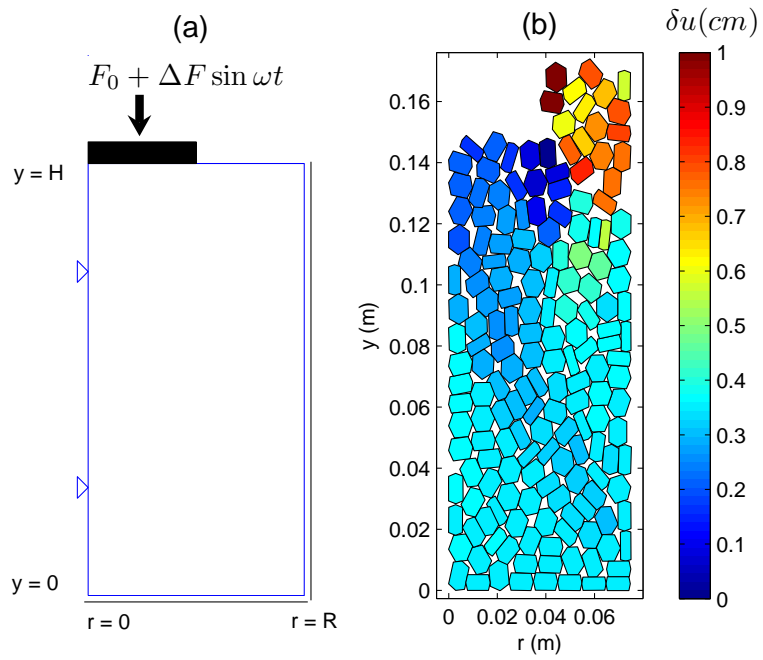 (a)
F₀ + ΔF sin ωt
y = H
y = 0
r = 0
r = R
(b)
δu(cm)
y (m)
0.16
0.14
0.12
0.1
0.08
0.06
0.04
0.02
0
0 0.02 0.04 0.06
r (m)
1
0.9
0.8
0.7
0.6
0.5
0.4
0.3
0.2
0.1
0